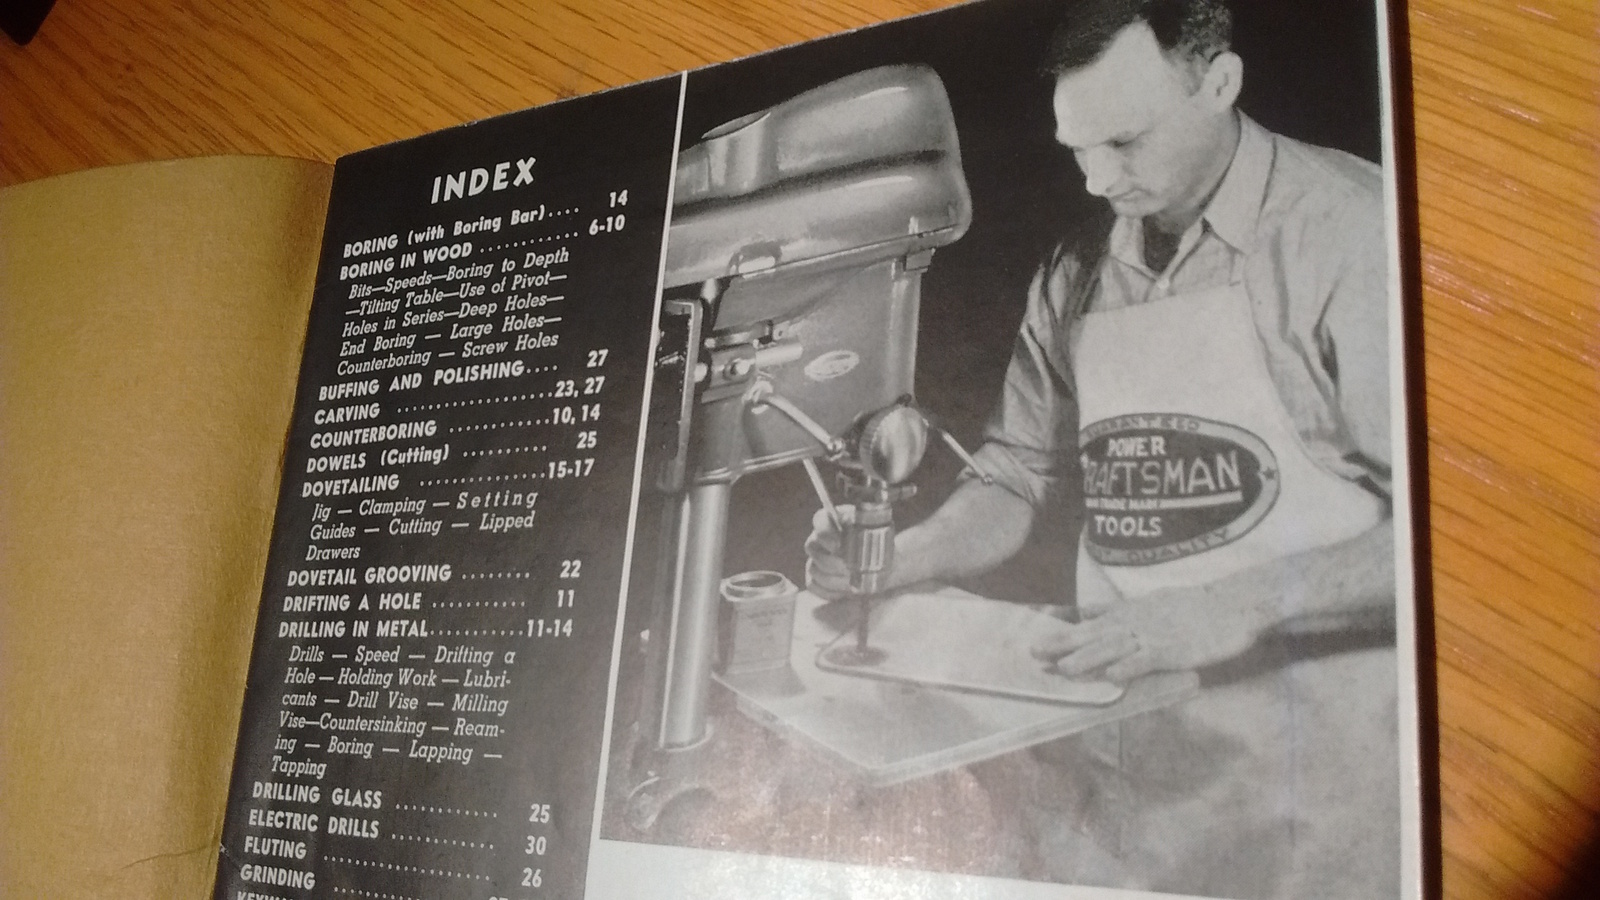 INDEX
BORING (with Boring Bar).... 14
BORING IN WOOD ............ 6-10
Bits—Speeds—Boring to Depth
—Tilting Table—Use of Pivot—
Holes in Series—Deep Holes—
End Boring — Large Holes—
Counterboring — Screw Holes
BUFFING AND POLISHING.... 27
CARVING ....................23, 27
COUNTERBORING ............10, 14
DOWELS (Cutting) .......... 25
DOVETAILING ...............15-17
Jig — Clamping — Setting
Guides — Cutting — Lipped
Drawers
DOVETAIL GROOVING ........ 22
DRIFTING A HOLE ........... 11
DRILLING IN METAL...........11-14
Drills — Speed — Drifting a
Hole — Holding Work — Lubri-
cants — Drill Vise — Milling
Vise—Countersinking — Ream-
ing — Boring — Lapping —
Tapping
DRILLING GLASS ............ 25
ELECTRIC DRILLS ............ 30
FLUTING ................... 26
GRINDING
GUARANTEED
POWER
CRAFTSMAN
TRADE MARK
TOOLS
QUALITY